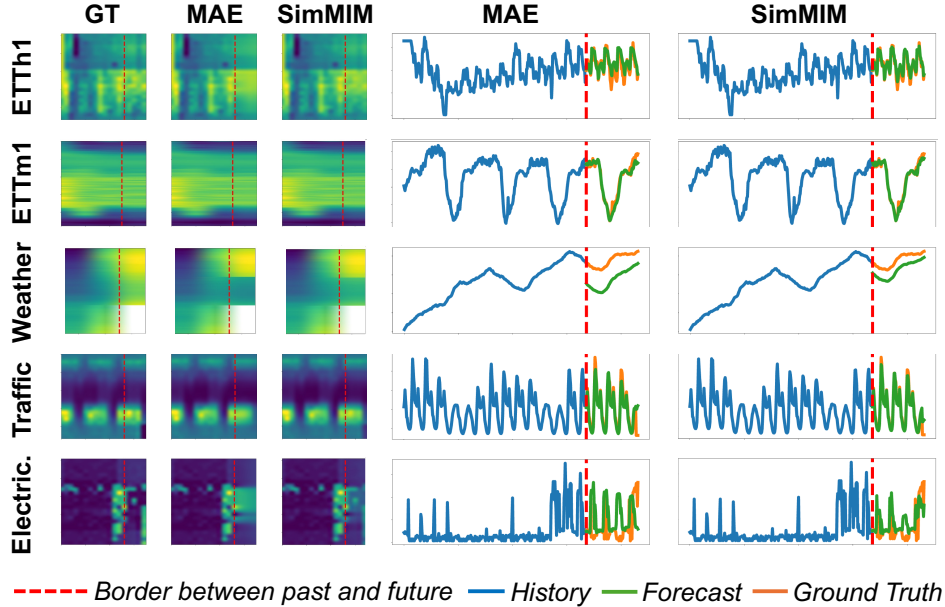 GT MAE SimMIM MAE SimMIM
ETTh1
ETTm1
Weather
Traffic
Electric.
Border between past and future History Forecast Ground Truth